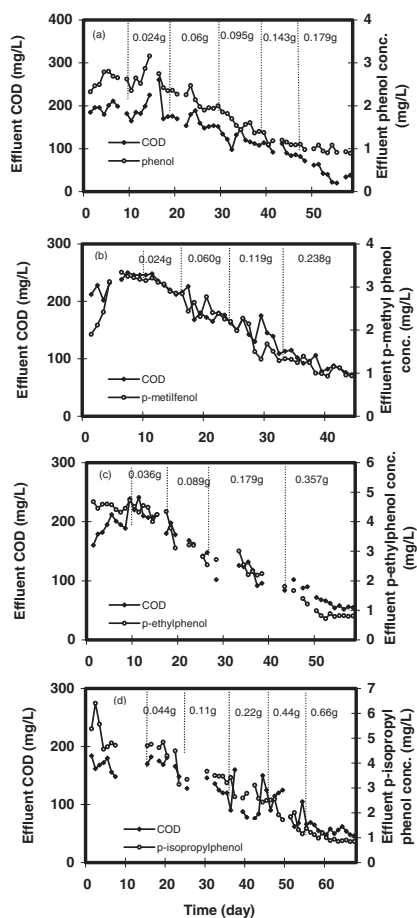 (a)
0.024g 0.06g 0.095g 0.143g 0.179g
Effluent COD (mg/L)
400
300
200
100
0
COD
phenol
4
3
2
1
0
Effluent phenol conc. (mg/L)
0 10 20 30 40 50
(b)
0.024g 0.060g 0.119g 0.238g
Effluent COD (mg/L)
300
200
100
0
COD
p-metilfenol
4
3
2
1
0
Effluent p-methyl phenol conc. (mg/L)
0 10 20 30 40
(c)
0.036g 0.089g 0.179g 0.357g
Effluent COD (mg/L)
300
200
100
0
COD
p-ethylphenol
6
5
4
3
2
1
0
Effluent p-ethylphenol conc. (mg/L)
0 10 20 30 40 50
(d)
0.044g 0.11g 0.22g 0.44g 0.66g
Effluent COD (mg/L)
300
200
100
0
COD
p-isopropylphenol
7
6
5
4
3
2
1
0
Effluent p-isopropyl phenol conc. (mg/L)
0 10 20 30 40 50 60
Time (day)